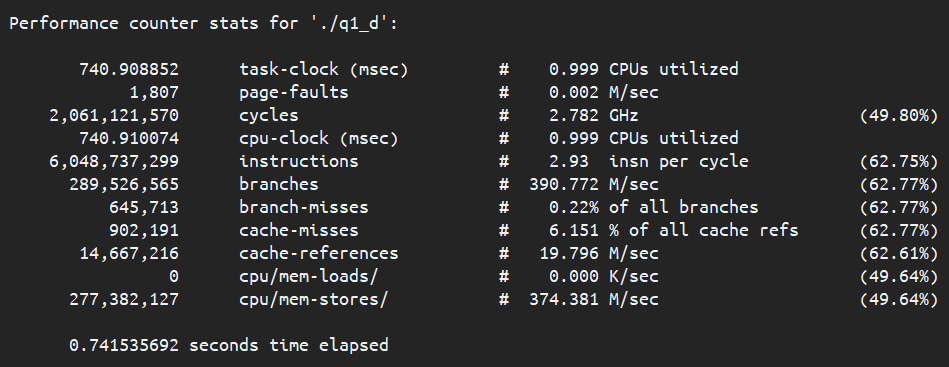 Performance counter stats for './q1_d':
740.908852 task-clock (msec) # 0.999 CPUs utilized
1,807 page-faults # 0.002 M/sec
2,061,121,570 cycles # 2.782 GHz (49.80%)
740.910074 cpu-clock (msec) # 0.999 CPUs utilized
6,048,737,299 instructions # 2.93 insn per cycle (62.75%)
289,526,565 branches # 390.772 M/sec (62.77%)
645,713 branch-misses # 0.22% of all branches (62.77%)
902,191 cache-misses # 6.151 % of all cache refs (62.77%)
14,667,216 cache-references # 19.796 M/sec (62.61%)
0 cpu/mem-loads/ # 0.000 K/sec (49.64%)
277,382,127 cpu/mem-stores/ # 374.381 M/sec (49.64%)
0.741535692 seconds time elapsed